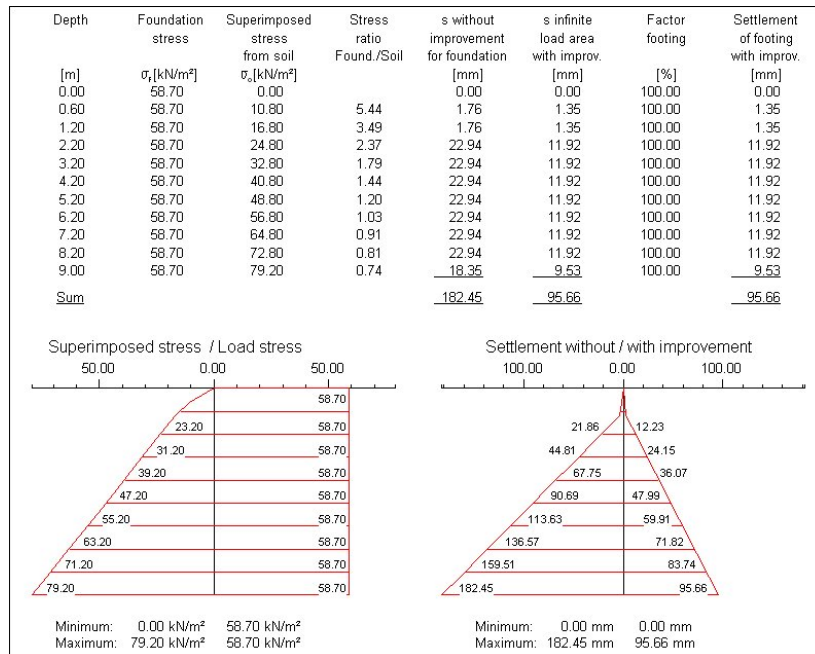 Depth Foundation Superimposed Stress s without s infinite Factor Settlement
stress stress ratio improvement load area footing of footing
from soil Found./Soil for foundation with improv. with improv.
[m] σf[kN/m²] σo[kN/m²] [mm] [mm] [%] [mm]
0.00 58.70 0.00 0.00 0.00 100.00 0.00
0.60 58.70 10.80 5.44 1.76 1.35 100.00 1.35
1.20 58.70 16.80 3.49 1.76 1.35 100.00 1.35
2.20 58.70 24.80 2.37 22.94 11.92 100.00 11.92
3.20 58.70 32.80 1.79 22.94 11.92 100.00 11.92
4.20 58.70 40.80 1.44 22.94 11.92 100.00 11.92
5.20 58.70 48.80 1.20 22.94 11.92 100.00 11.92
6.20 58.70 56.80 1.03 22.94 11.92 100.00 11.92
7.20 58.70 64.80 0.91 22.94 11.92 100.00 11.92
8.20 58.70 72.80 0.81 22.94 11.92 100.00 11.92
9.00 58.70 79.20 0.74 18.35 9.53 100.00 9.53
Sum 182.45 95.66 95.66
Superimposed stress / Load stress
50.00 0.00 50.00
58.70
23.20 58.70
31.20 58.70
39.20 58.70
47.20 58.70
55.20 58.70
63.20 58.70
71.20 58.70
79.20 58.70
Minimum: 0.00 kN/m² 58.70 kN/m²
Maximum: 79.20 kN/m² 58.70 kN/m²
Settlement without / with improvement
100.00 0.00 100.00
21.86 12.23
44.81 24.15
67.75 36.07
90.69 47.99
113.63 59.91
136.57 71.82
159.51 83.74
182.45 95.66
Minimum: 0.00 mm 0.00 mm
Maximum: 182.45 mm 95.66 mm